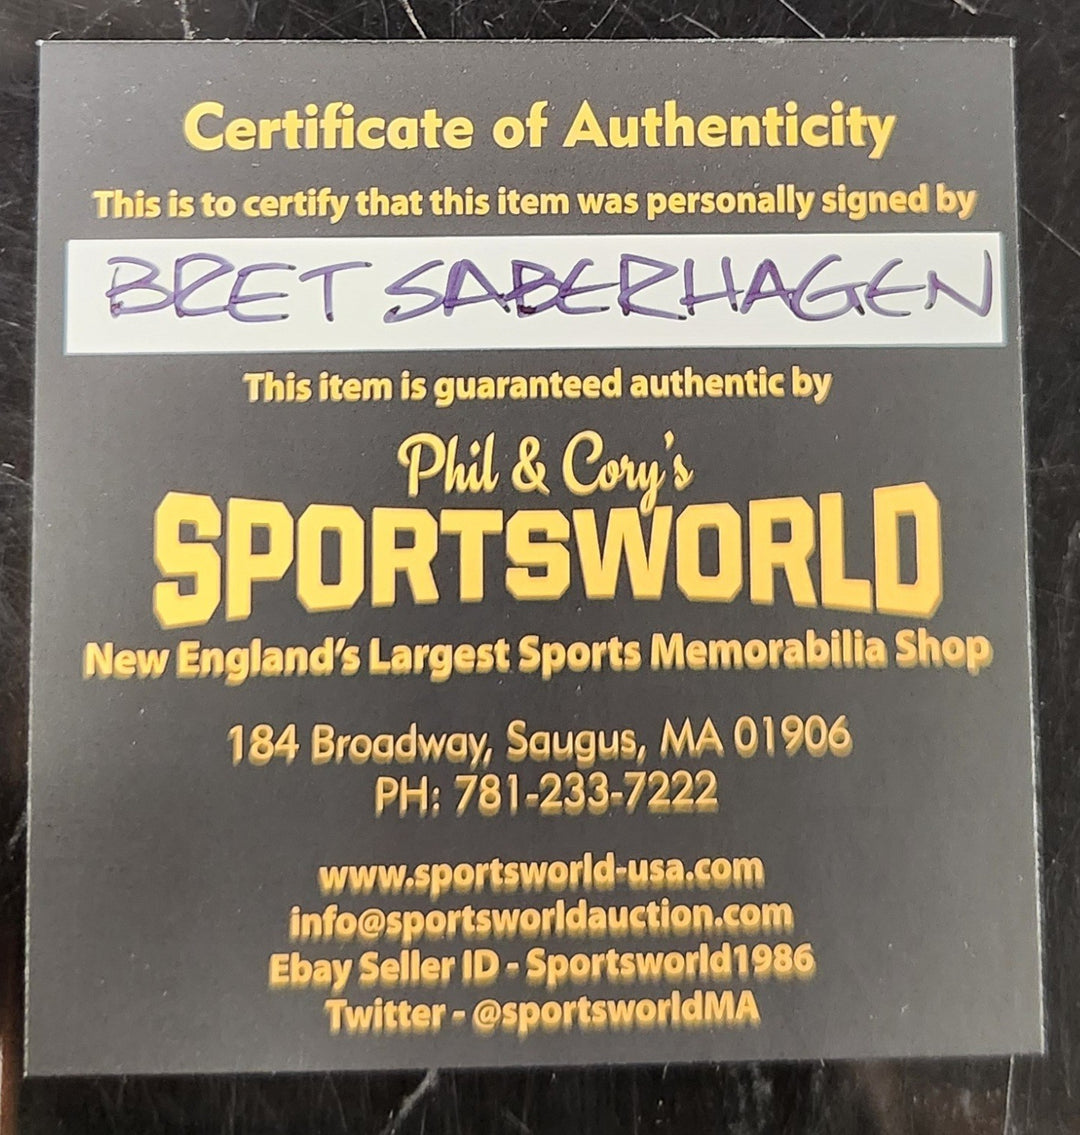 Certificate of Authenticity
This is to certify that this item was personally signed by
BRET SABERHAGEN
This item is guaranteed authentic by
Phil & Cory's
SPORTSWORLD
New England's Largest Sports Memorabilia Shop
184 Broadway, Saugus, MA 01906
PH: 781-233-7222
www.sportsworld-usa.com
info@sportsworldauction.com
Ebay Seller ID - Sportsworld1986
Twitter - @sportsworldMA